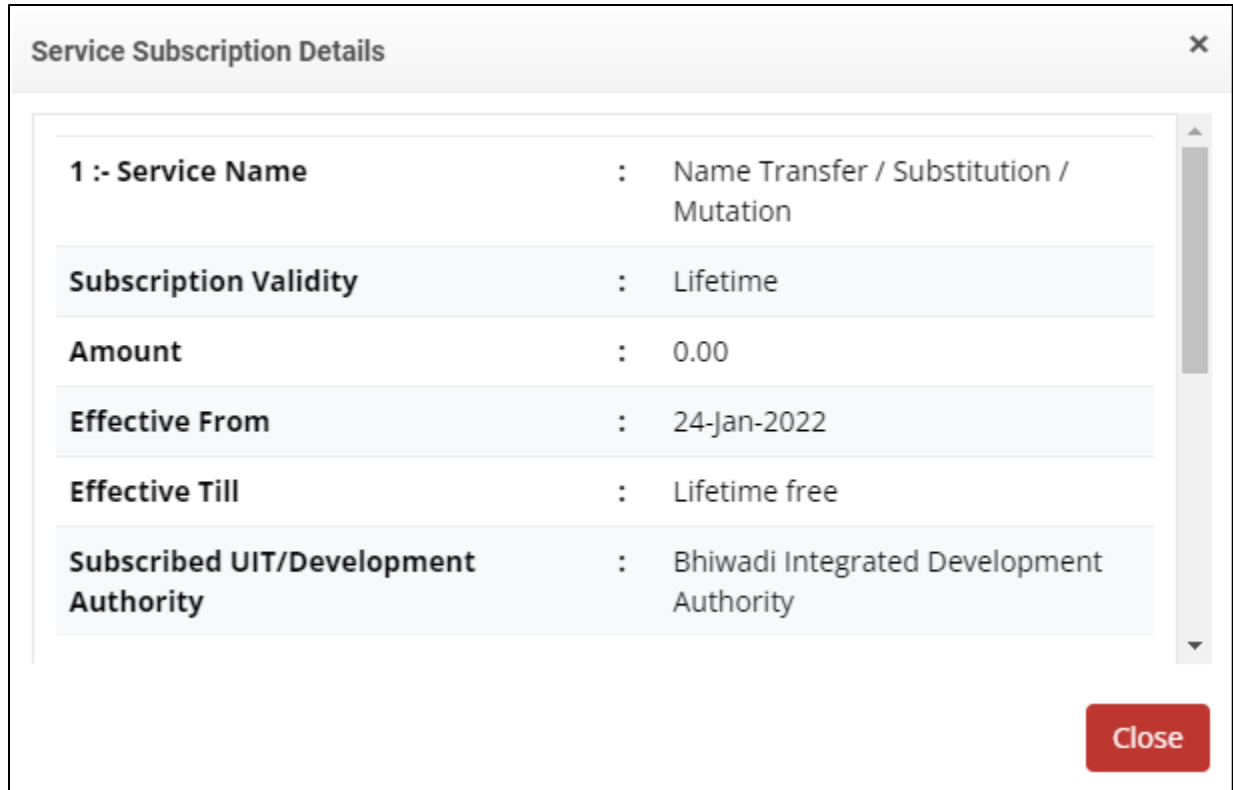 Service Subscription Details ×
1 :- Service Name : Name Transfer / Substitution /
Mutation
Subscription Validity : Lifetime
Amount : 0.00
Effective From : 24-Jan-2022
Effective Till : Lifetime free
Subscribed UIT/Development : Bhiwadi Integrated Development
Authority Authority
Close